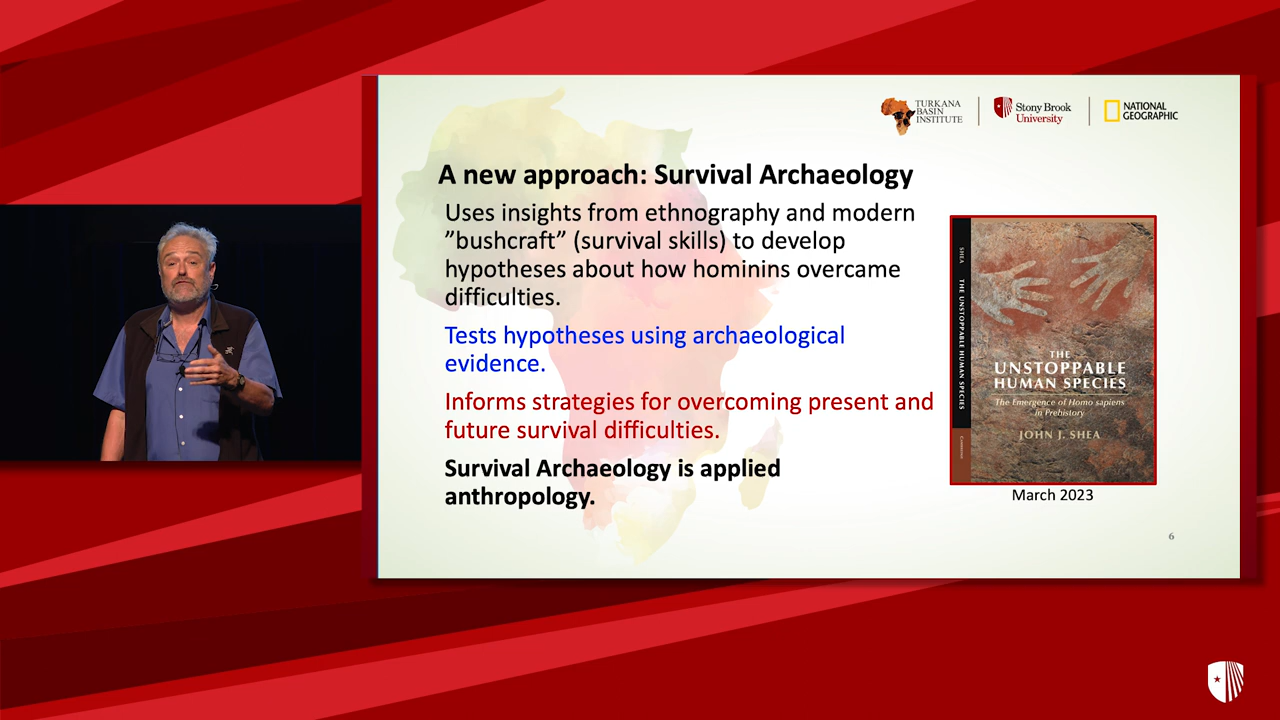 TURKANA
BASIN
INSTITUTE
Stony Brook
University
NATIONAL
GEOGRAPHIC
A new approach: Survival Archaeology
Uses insights from ethnography and modern
”bushcraft” (survival skills) to develop
hypotheses about how hominins overcame
difficulties.
Tests hypotheses using archaeological
evidence.
Informs strategies for overcoming present and
future survival difficulties.
Survival Archaeology is applied
anthropology.
SHEA
THE UNSTOPPABLE HUMAN SPECIES
THE
UNSTOPPABLE
HUMAN SPECIES
The Emergence of Homo sapiens
in Prehistory
JOHN J. SHEA
March 2023
6